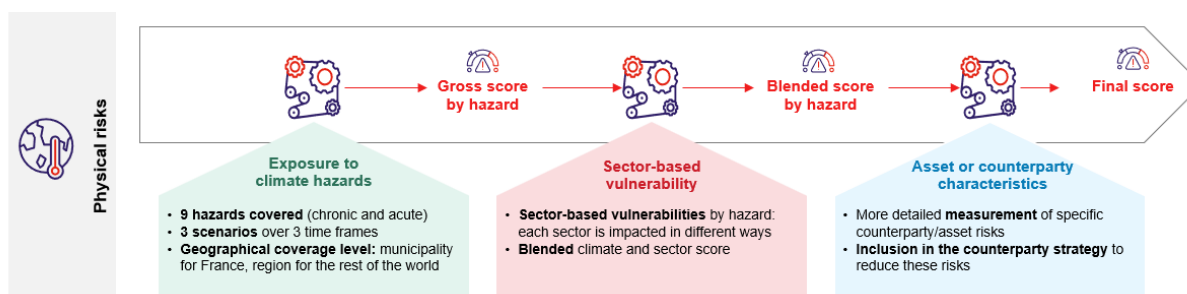 Physical risks
Gross score
by hazard
Blended score
by hazard
Final score
Exposure to
climate hazards
• 9 hazards covered (chronic and acute)
• 3 scenarios over 3 time frames
• Geographical coverage level: municipality
for France, region for the rest of the world
Sector-based
vulnerability
• Sector-based vulnerabilities by hazard:
each sector is impacted in different ways
• Blended climate and sector score
Asset or counterparty
characteristics
• More detailed measurement of specific
counterparty/asset risks
• Inclusion in the counterparty strategy to
reduce these risks